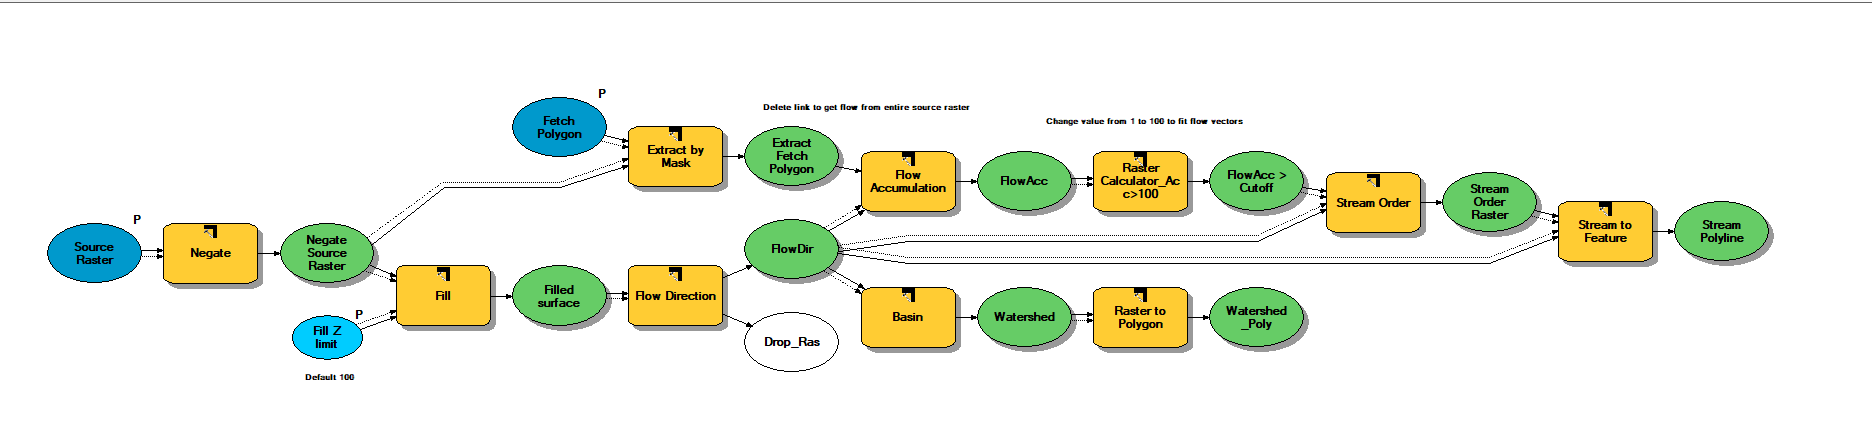 P
Fetch
Polygon
Delete link to get flow from entire source raster
Change value from 1 to 100 to fit flow vectors
Extract by
Mask
Extract
Fetch
Polygon
Flow
Accumulation
FlowAcc
Raster
Calculator_Ac
c>100
FlowAcc >
Cutoff
Stream Order
Stream
Order
Raster
Stream to
Feature
Stream
Polyline
P
Source
Raster
Negate
Negate
Source
Raster
FlowDir
Fill
Filled
surface
Flow Direction
Basin
Watershed
Raster to
Polygon
Watershed
_Poly
P
Fill Z
limit
Drop_Ras
Default 100